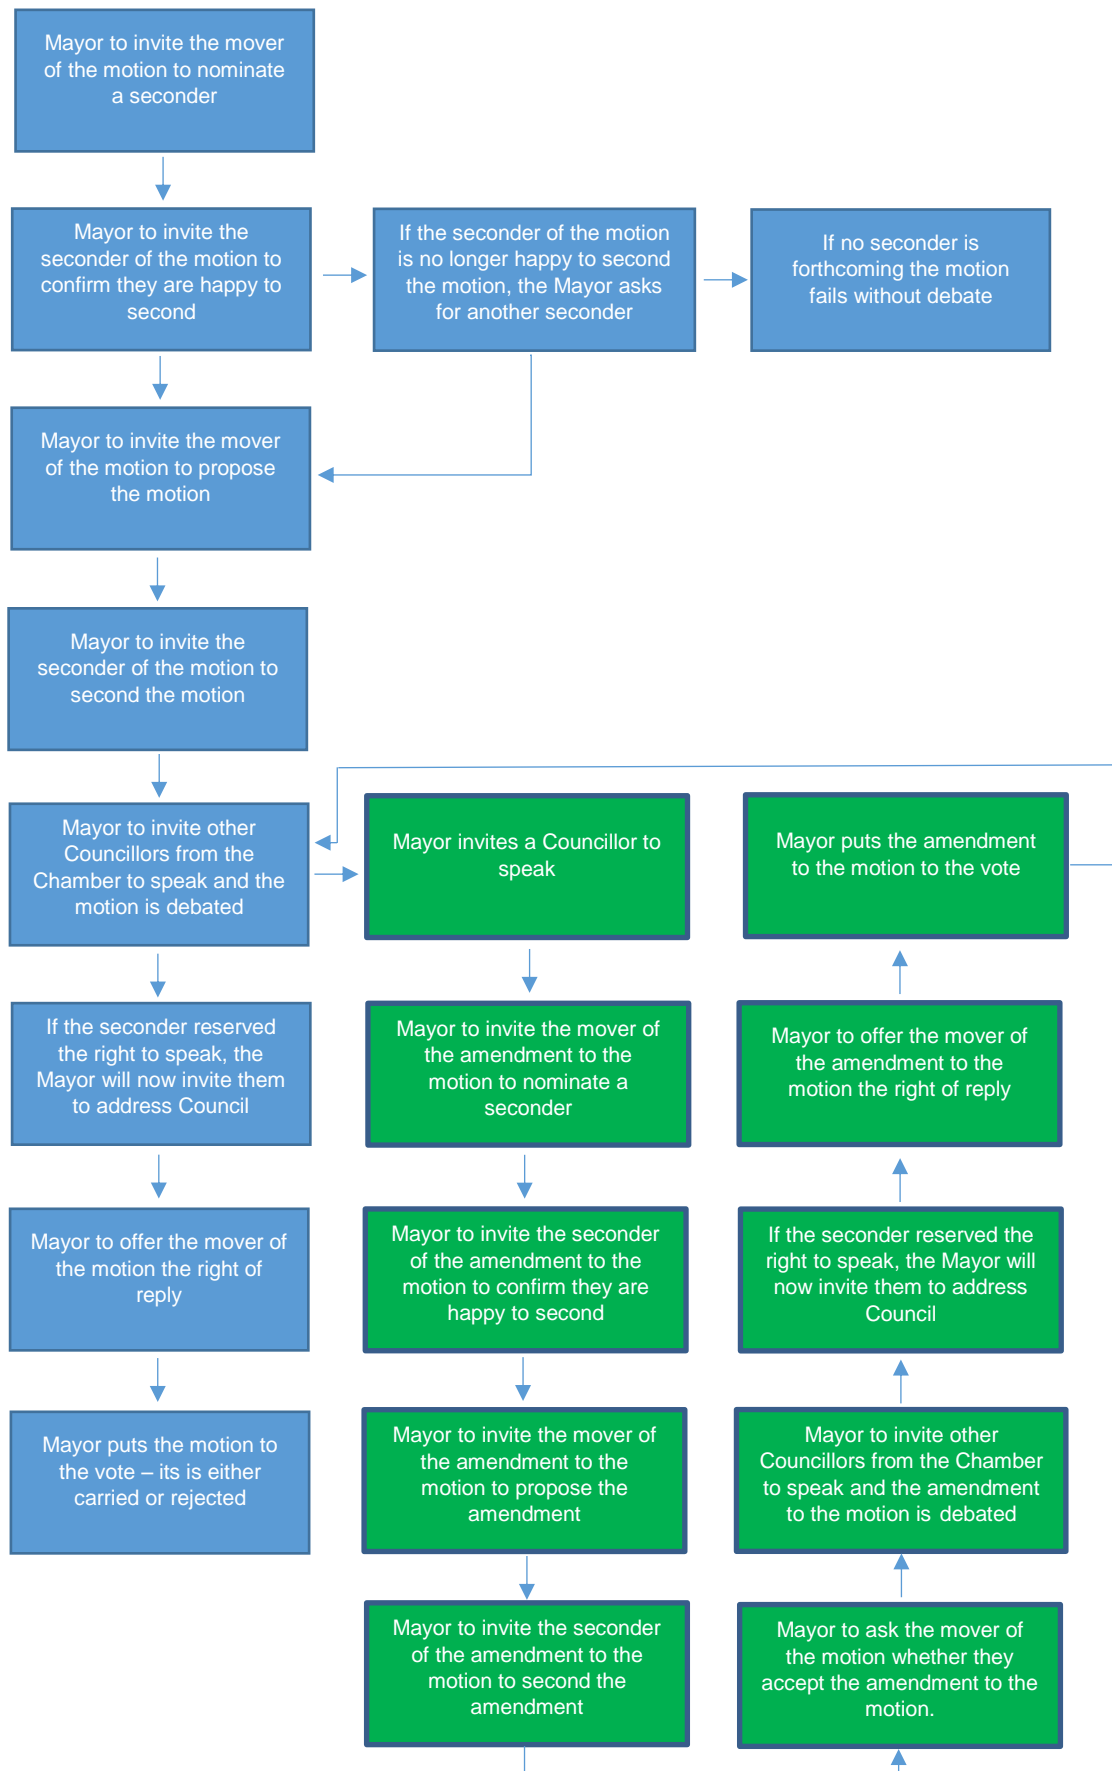 Mayor to invite the mover
of the motion to nominate
a seconder
Mayor to invite the
seconder of the motion to
confirm they are happy to
second
If the seconder of the motion
is no longer happy to second
the motion, the Mayor asks
for another seconder
If no seconder is
forthcoming the motion
fails without debate
Mayor to invite the mover
of the motion to propose
the motion
Mayor to invite the
seconder of the motion to
second the motion
Mayor to invite other
Councillors from the
Chamber to speak and the
motion is debated
If the seconder reserved
the right to speak, the
Mayor will now invite them
to address Council
Mayor to offer the mover of
the motion the right of
reply
Mayor puts the motion to
the vote – its is either
carried or rejected
Mayor invites a Councillor to
speak
Mayor to invite the mover of
the amendment to the
motion to nominate a
seconder
Mayor to invite the seconder
of the amendment to the
motion to confirm they are
happy to second
Mayor to invite the mover of
the amendment to the
motion to propose the
amendment
Mayor to invite the seconder
of the amendment to the
motion to second the
amendment
Mayor to ask the mover of
the motion whether they
accept the amendment to the
motion.
Mayor to invite other
Councillors from the Chamber
to speak and the amendment
to the motion is debated
If the seconder reserved the
right to speak, the Mayor will
now invite them to address
Council
Mayor to offer the mover of
the amendment to the
motion the right of reply
Mayor puts the amendment
to the motion to the vote